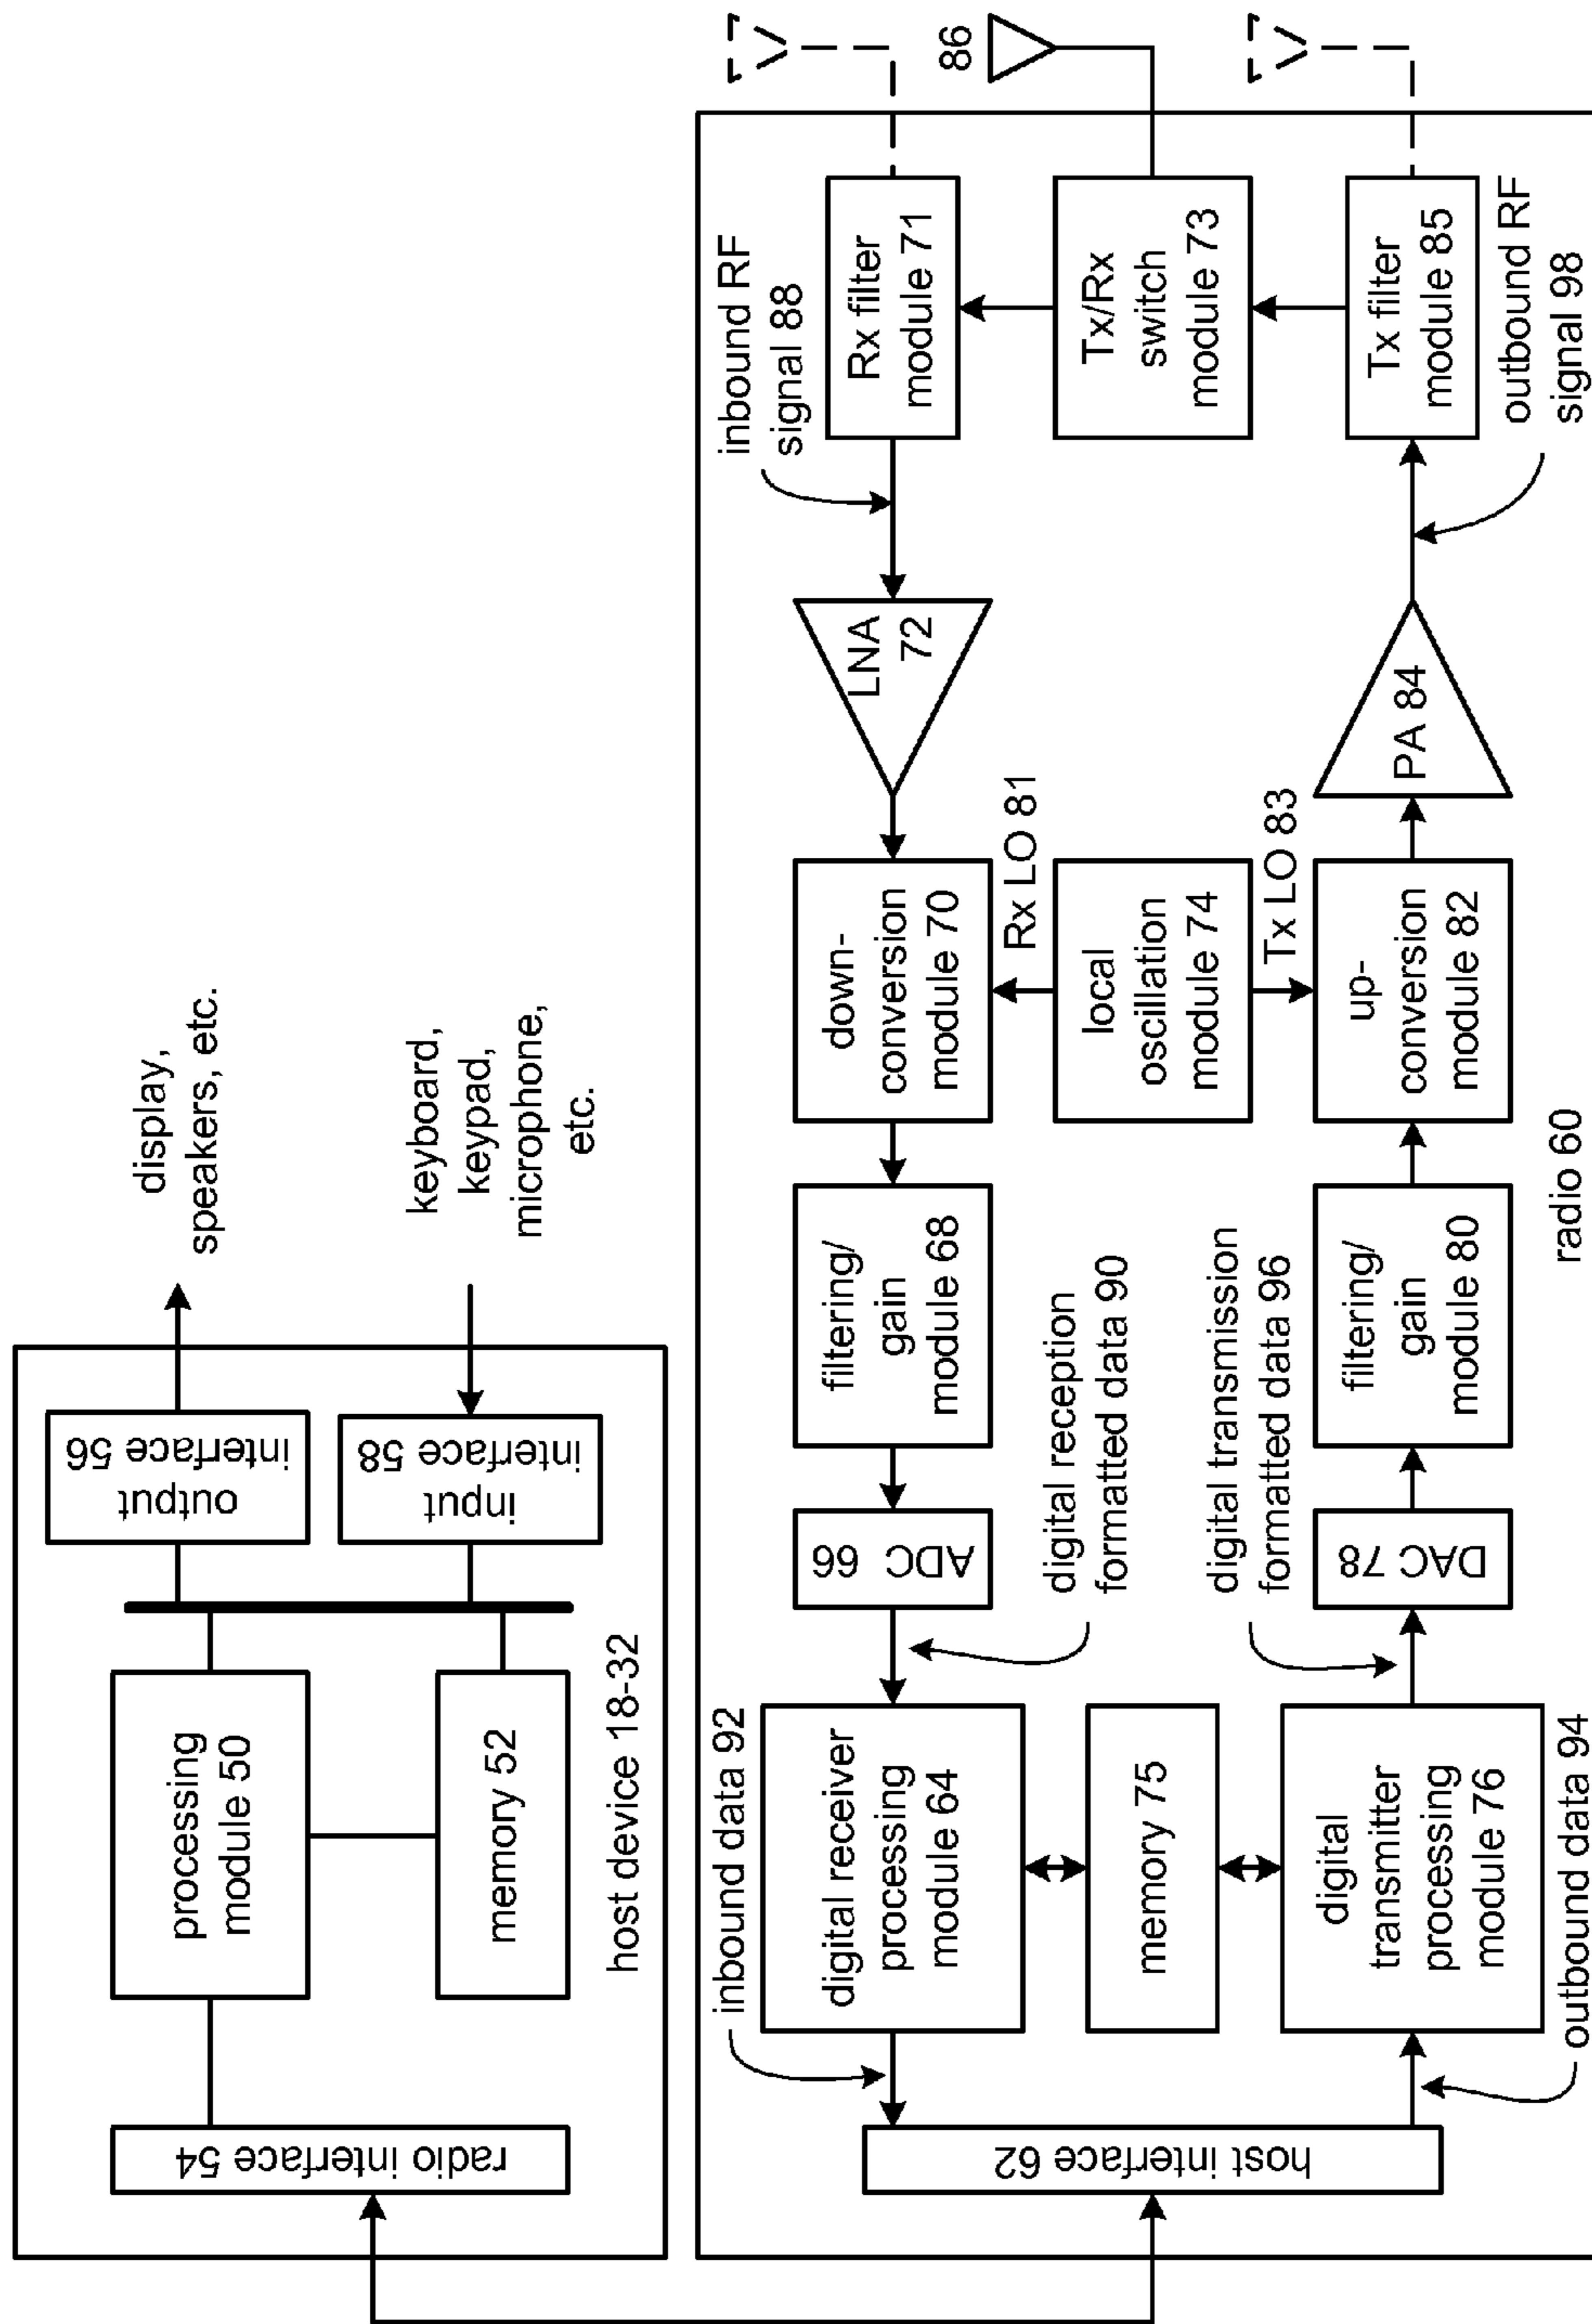 display,
speakers, etc.
keyboard,
keypad,
microphone,
etc.
output
interface 56
input
interface 58
processing
module 50
memory 52
radio interface 54
host device 18-32
host interface 62
inbound data 92
digital receiver
processing
module 64
memory 75
digital
transmitter
processing
module 76
outbound data 94
ADC 66
digital reception
formatted data 90
digital transmission
formatted data 96
DAC 78
filtering/
gain
module 68
filtering/
gain
module 80
radio 60
down-
conversion
module 70
Rx LO 81
local
oscillation
module 74
Tx LO 83
up-
conversion
module 82
LNA
72
PA 84
inbound RF
signal 88
Rx filter
module 71
Tx/Rx
switch
module 73
Tx filter
module 85
outbound RF
signal 98
86